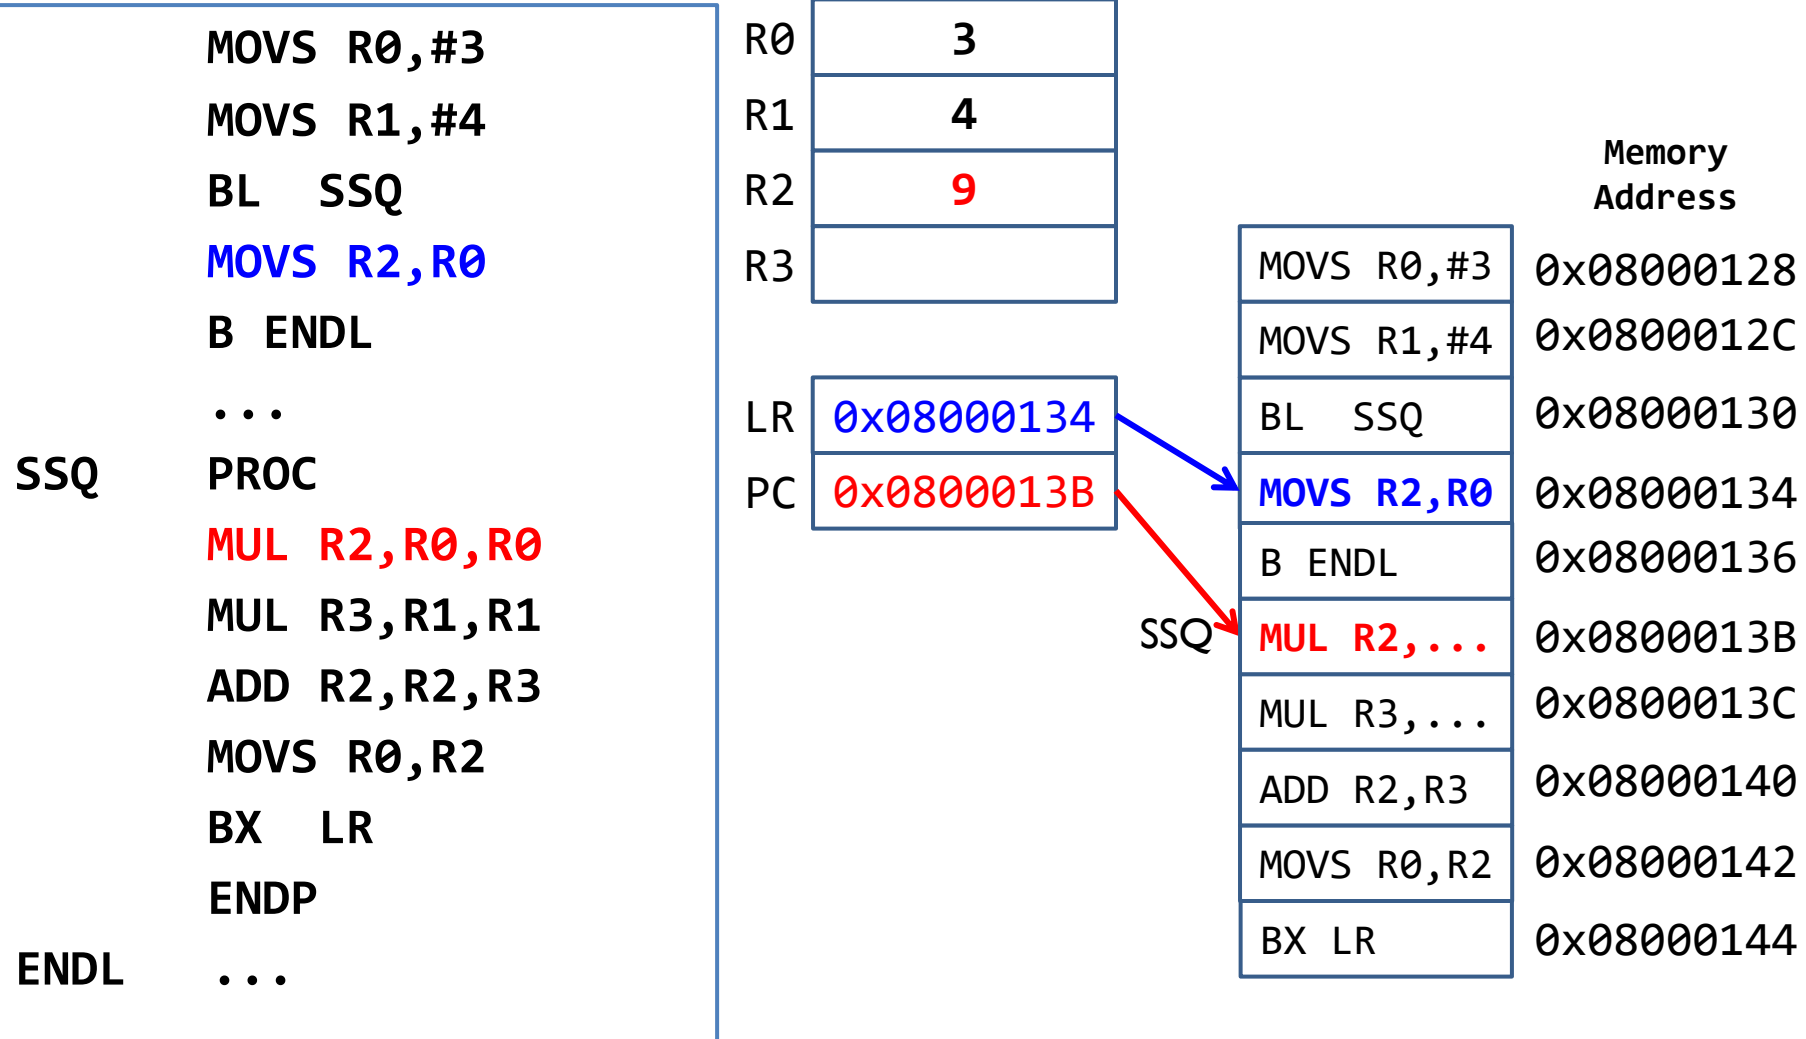 MOVS R0,#3
MOVS R1,#4
BL  SSQ
MOVS R2,R0
B ENDL
...
SSQ PROC
MUL R2,R0,R0
MUL R3,R1,R1
ADD R2,R2,R3
MOVS R0,R2
BX  LR
ENDP
ENDL ...
R0 3
R1 4
R2 9
R3
LR 0x08000134
PC 0x0800013B
Memory
Address
MOVS R0,#3 0x08000128
MOVS R1,#4 0x0800012C
BL  SSQ 0x08000130
MOVS R2,R0 0x08000134
B ENDL 0x08000136
SSQ MUL R2,... 0x0800013B
MUL R3,... 0x0800013C
ADD R2,R3 0x08000140
MOVS R0,R2 0x08000142
BX LR 0x08000144